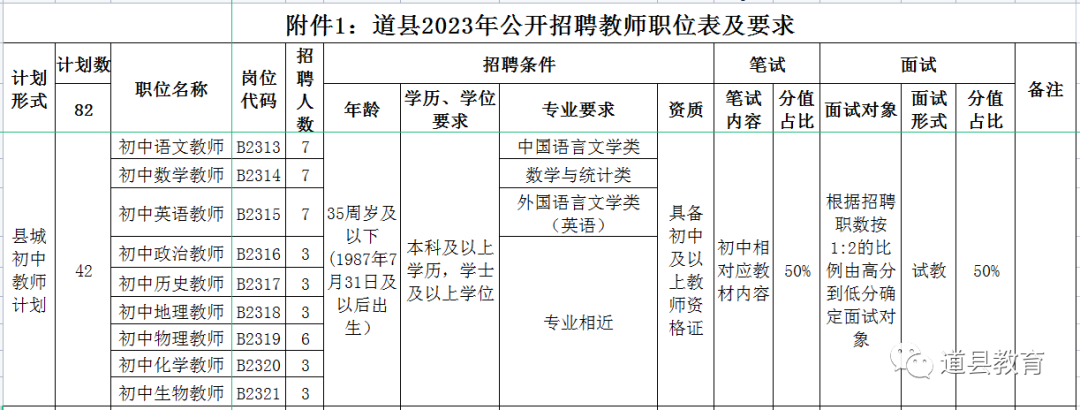 附件1：道县2023年公开招聘教师职位表及要求
计划形式 计划数 职位名称 岗位代码 招聘人数 招聘条件 笔试 面试 备注
82 年龄 学历、学位要求 专业要求 资质 笔试内容 分值占比 面试对象 面试形式 分值占比
县城初中教师计划 42
初中语文教师 B2313 7 中国语言文学类
初中数学教师 B2314 7 数学与统计类
初中英语教师 B2315 7 外国语言文学类（英语）
初中政治教师 B2316 3
初中历史教师 B2317 3
初中地理教师 B2318 3
初中物理教师 B2319 6
初中化学教师 B2320 3
初中生物教师 B2321 3
35周岁及以下(1987年7月31日及以后出生）
本科及以上学历，学士及以上学位
专业相近
具备初中及以上教师资格证
初中相对应教材内容
50%
根据招聘职数按1:2的比例由高分到低分确定面试对象
试教
50%
道县教育